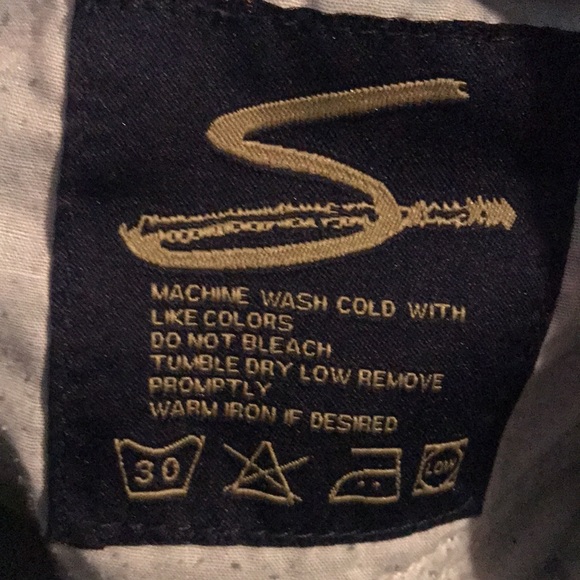 S
MACHINE WASH COLD WITH
LIKE COLORS
DO NOT BLEACH
TUMBLE DRY LOW REMOVE
PROMPTLY
WARM IRON IF DESIRED
30 LOW